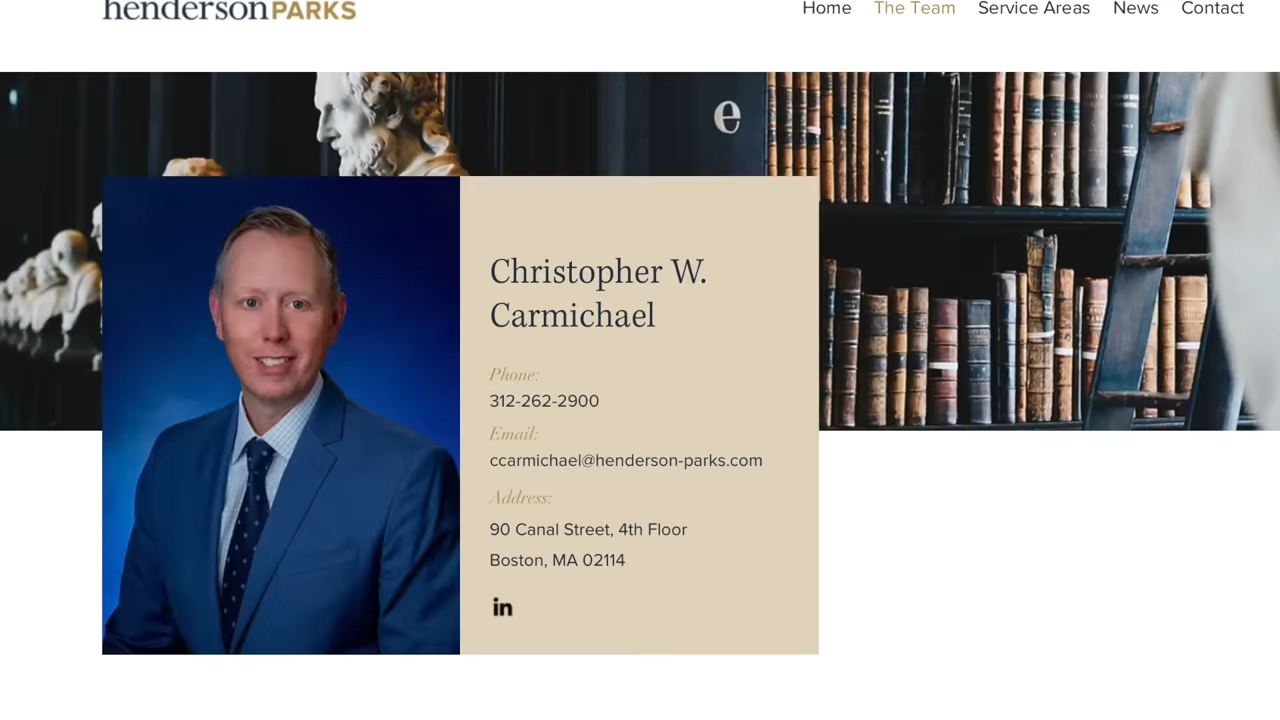 hendersonPARKS
Home The Team Service Areas News Contact
e
Christopher W.
Carmichael
Phone:
312-262-2900
Email:
ccarmichael@henderson-parks.com
Address:
90 Canal Street, 4th Floor
Boston, MA 02114
in